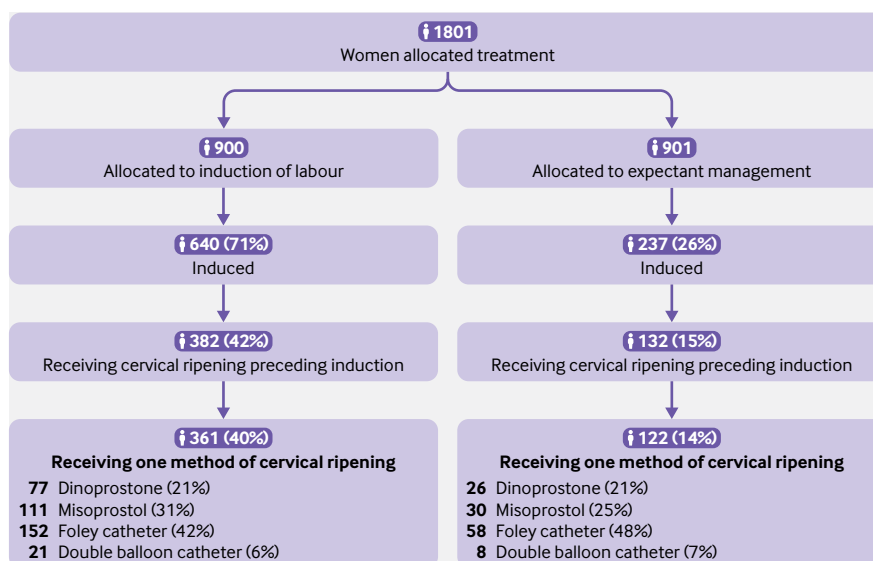 1801
Women allocated treatment
900
Allocated to induction of labour
901
Allocated to expectant management
640 (71%)
Induced
237 (26%)
Induced
382 (42%)
Receiving cervical ripening preceding induction
132 (15%)
Receiving cervical ripening preceding induction
361 (40%)
Receiving one method of cervical ripening
77 Dinoprostone (21%)
111 Misoprostol (31%)
152 Foley catheter (42%)
21 Double balloon catheter (6%)
122 (14%)
Receiving one method of cervical ripening
26 Dinoprostone (21%)
30 Misoprostol (25%)
58 Foley catheter (48%)
8 Double balloon catheter (7%)